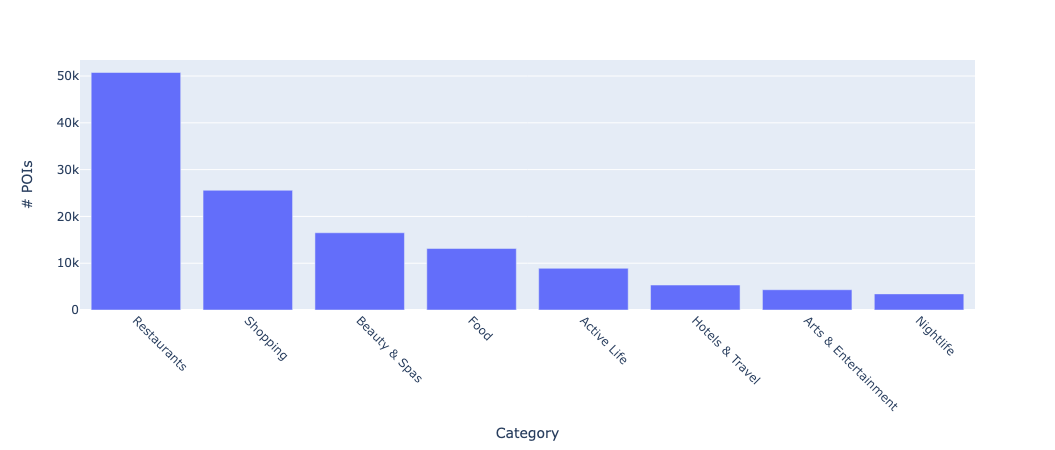 # POIs
50k
40k
30k
20k
10k
0
Restaurants
Shopping
Beauty & Spas
Food
Active Life
Hotels & Travel
Arts & Entertainment
Nightlife
Category